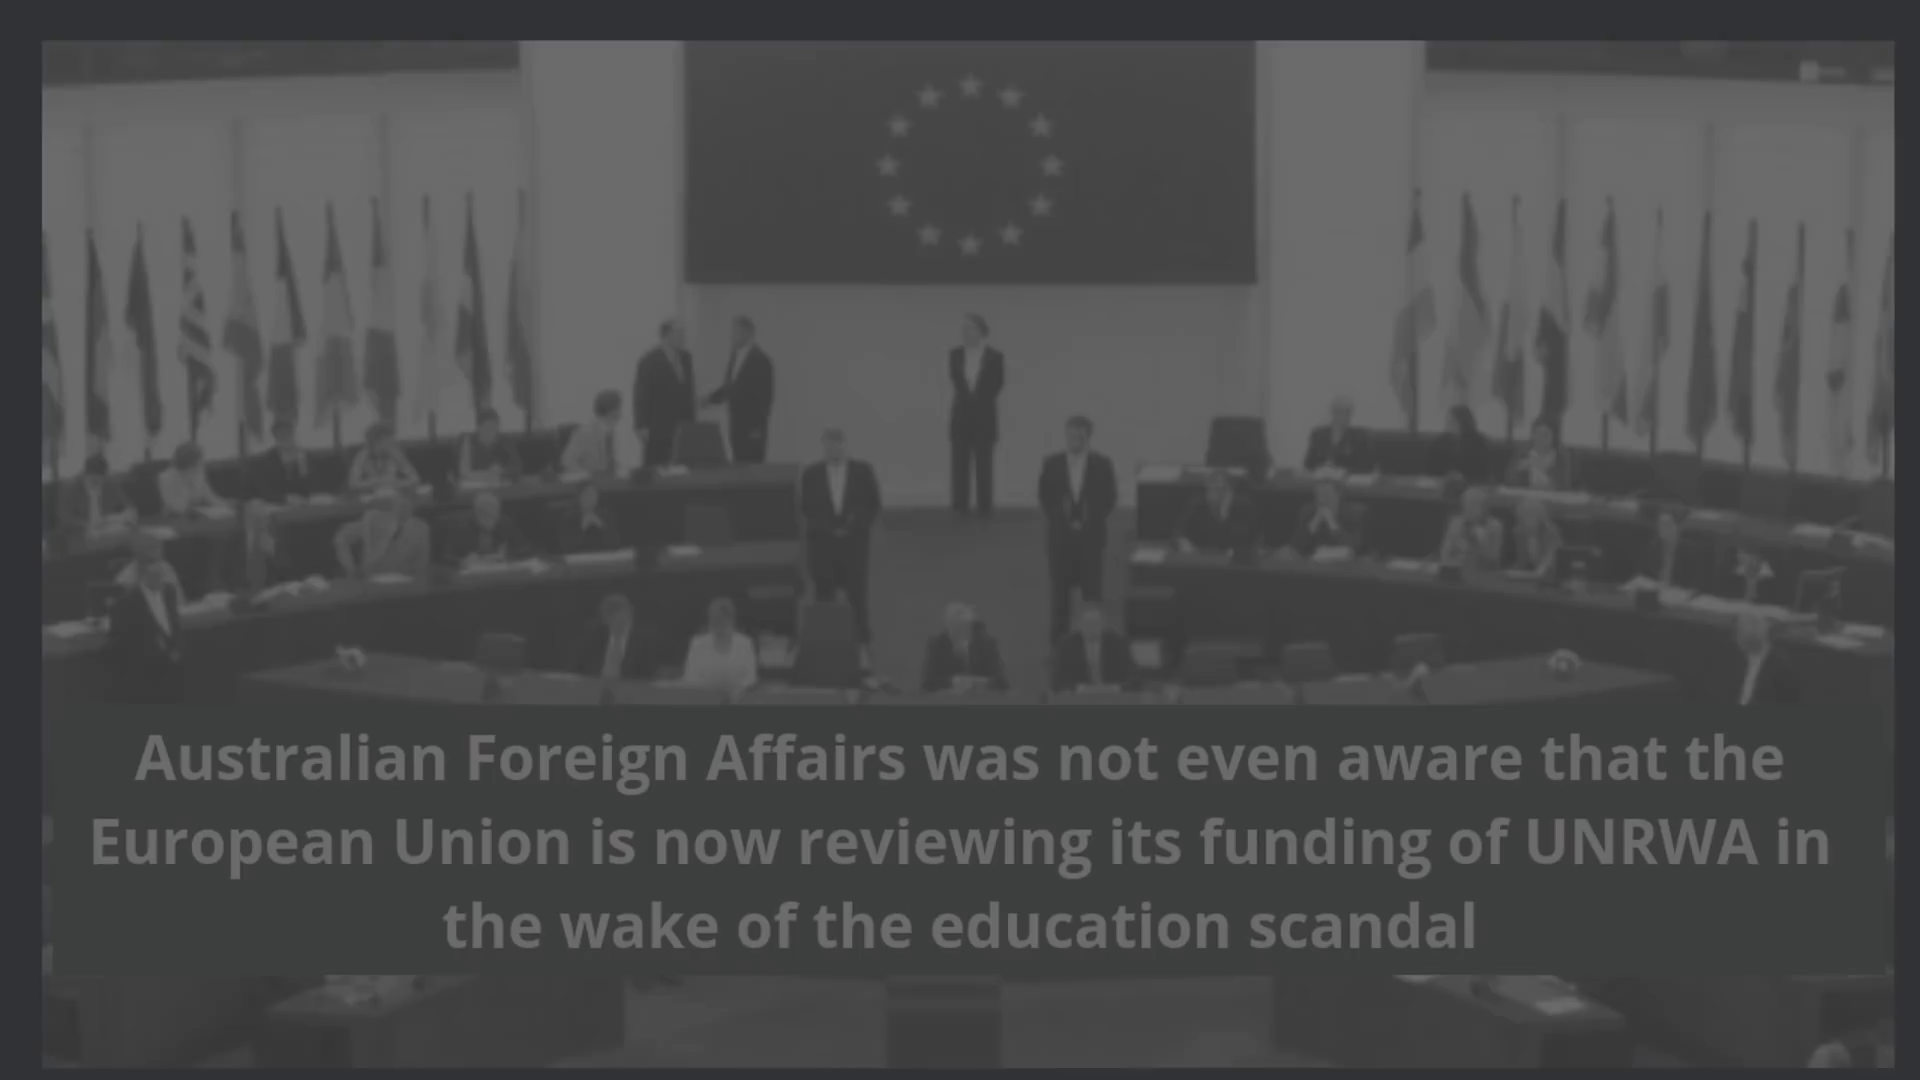 Australian Foreign Affairs was not even aware that the
European Union is now reviewing its funding of UNRWA in
the wake of the education scandal